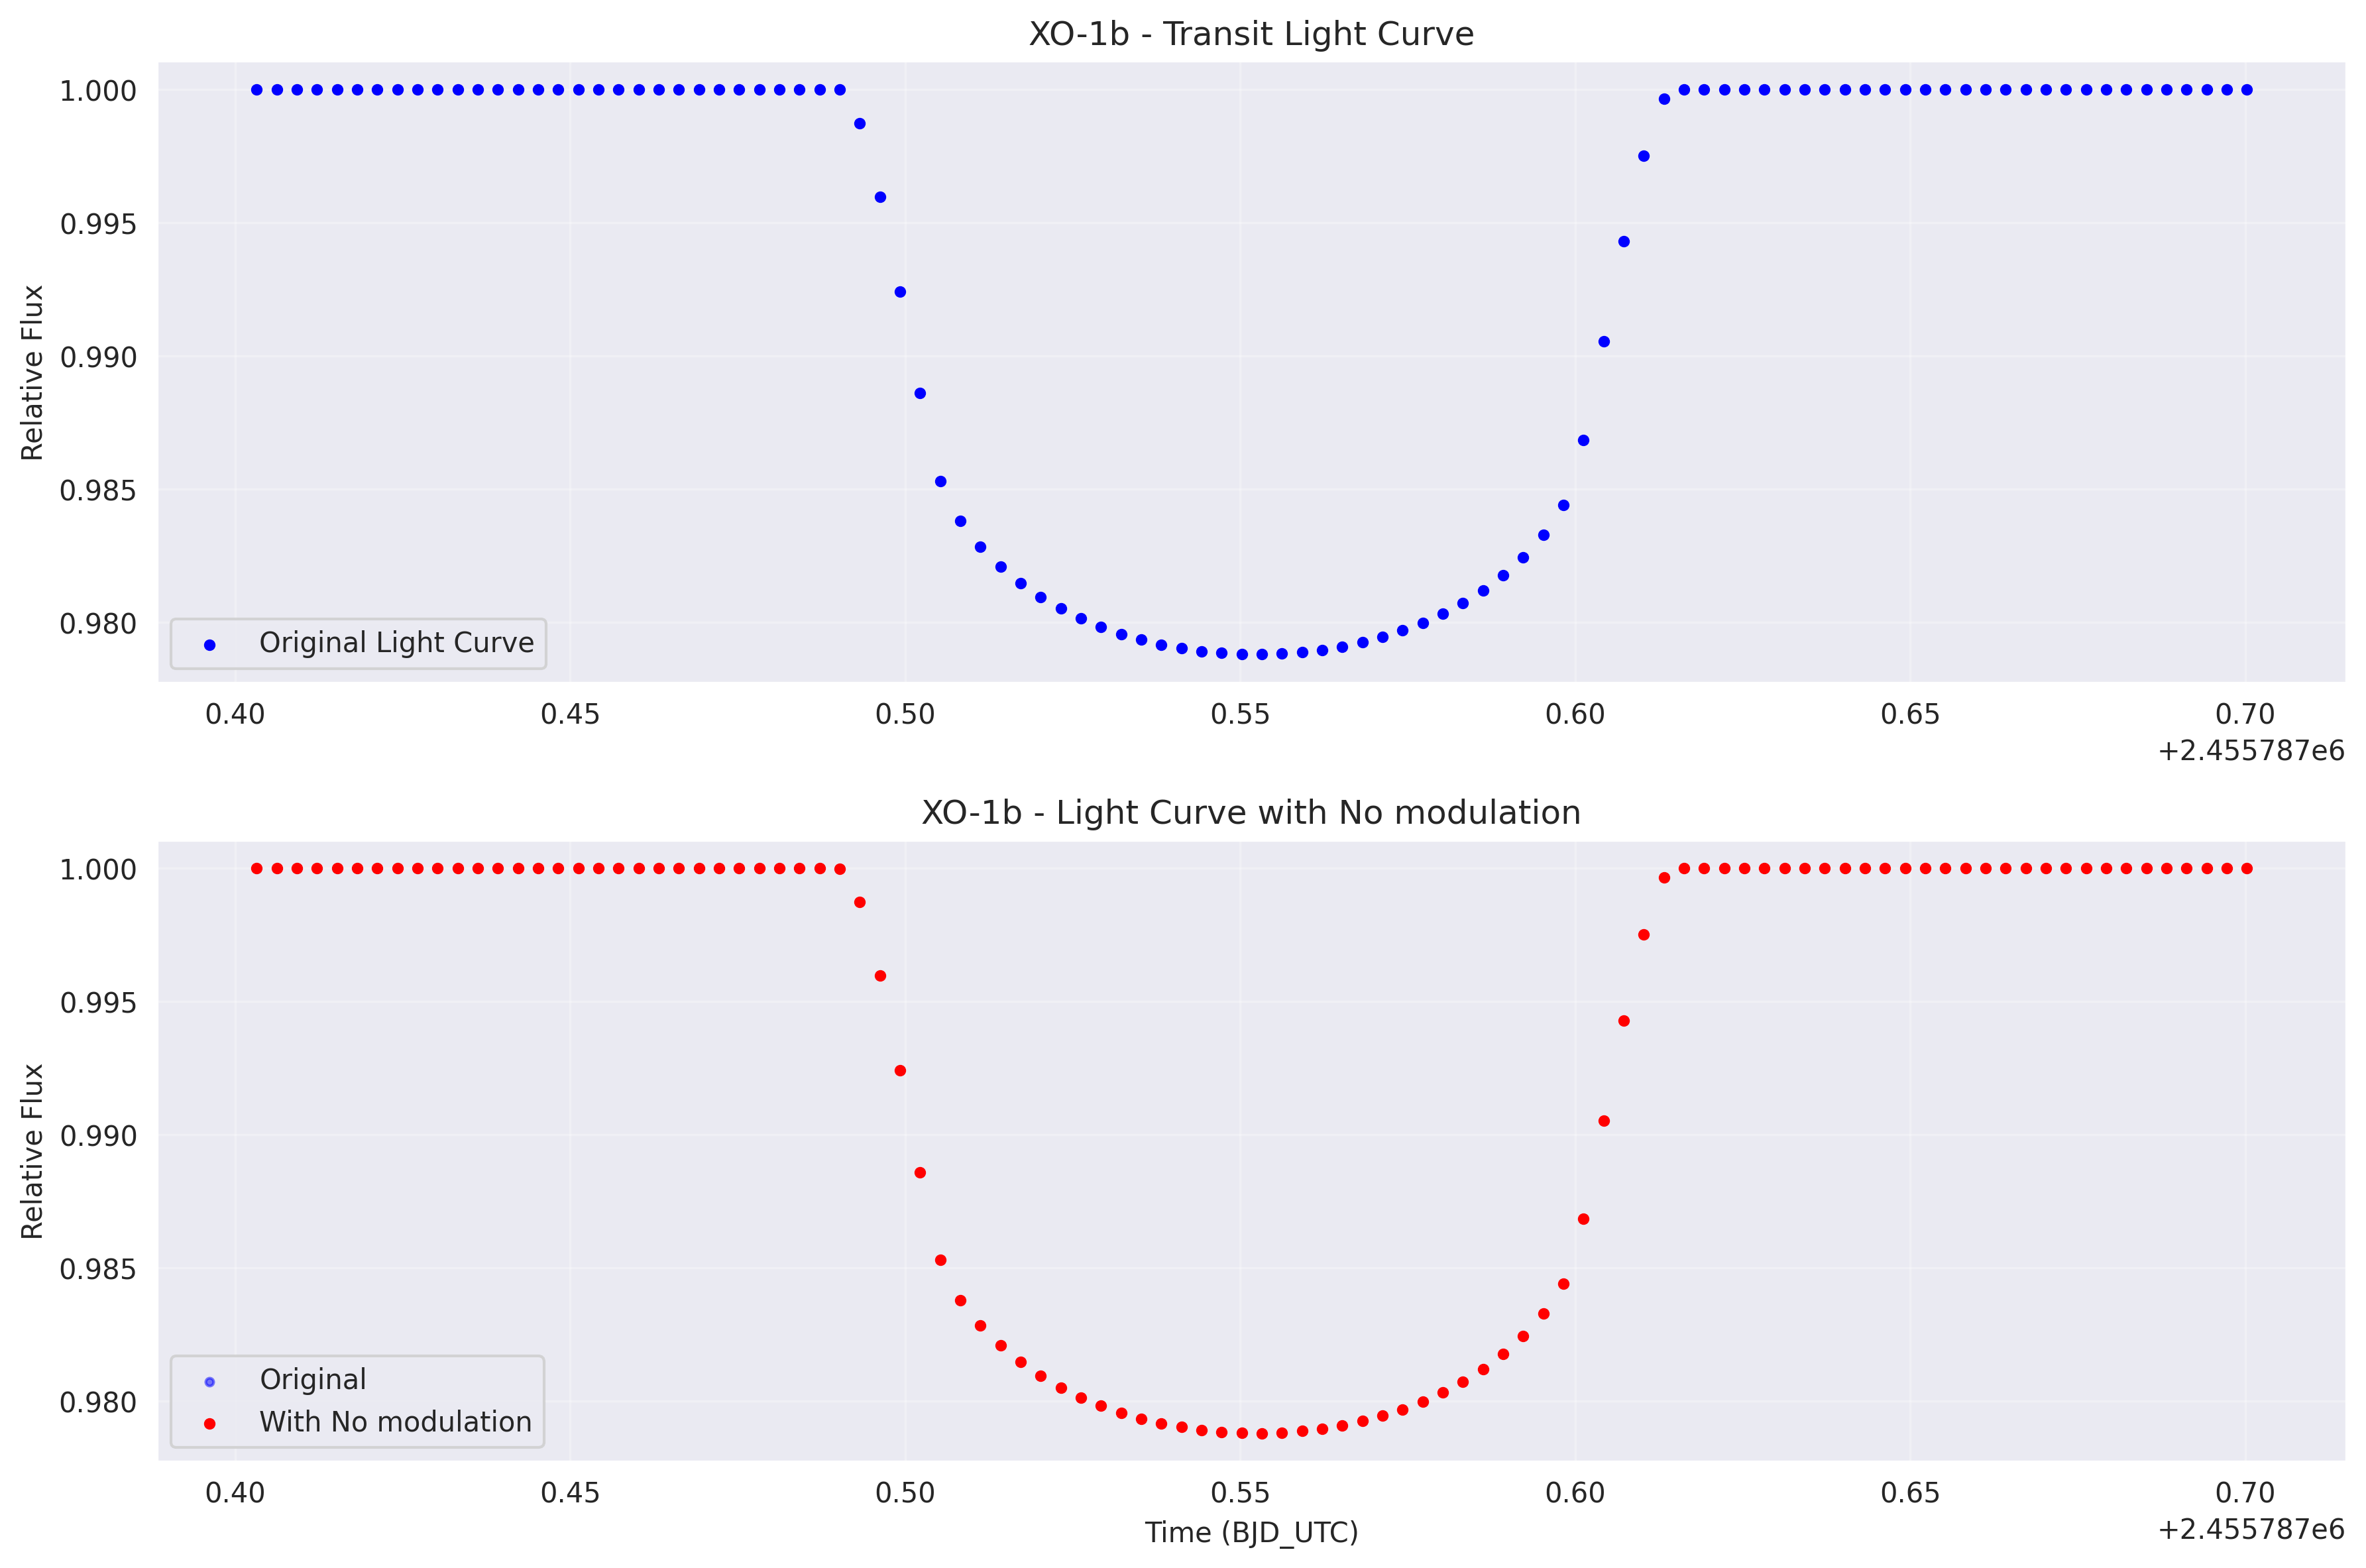 XO-1b - Transit Light Curve
Relative Flux
1.000
0.995
0.990
0.985
0.980
Original Light Curve
0.40 0.45 0.50 0.55 0.60 0.65 0.70
+2.455787e6
XO-1b - Light Curve with No modulation
Relative Flux
1.000
0.995
0.990
0.985
0.980
Original
With No modulation
0.40 0.45 0.50 0.55 0.60 0.65 0.70
Time (BJD_UTC)
+2.455787e6